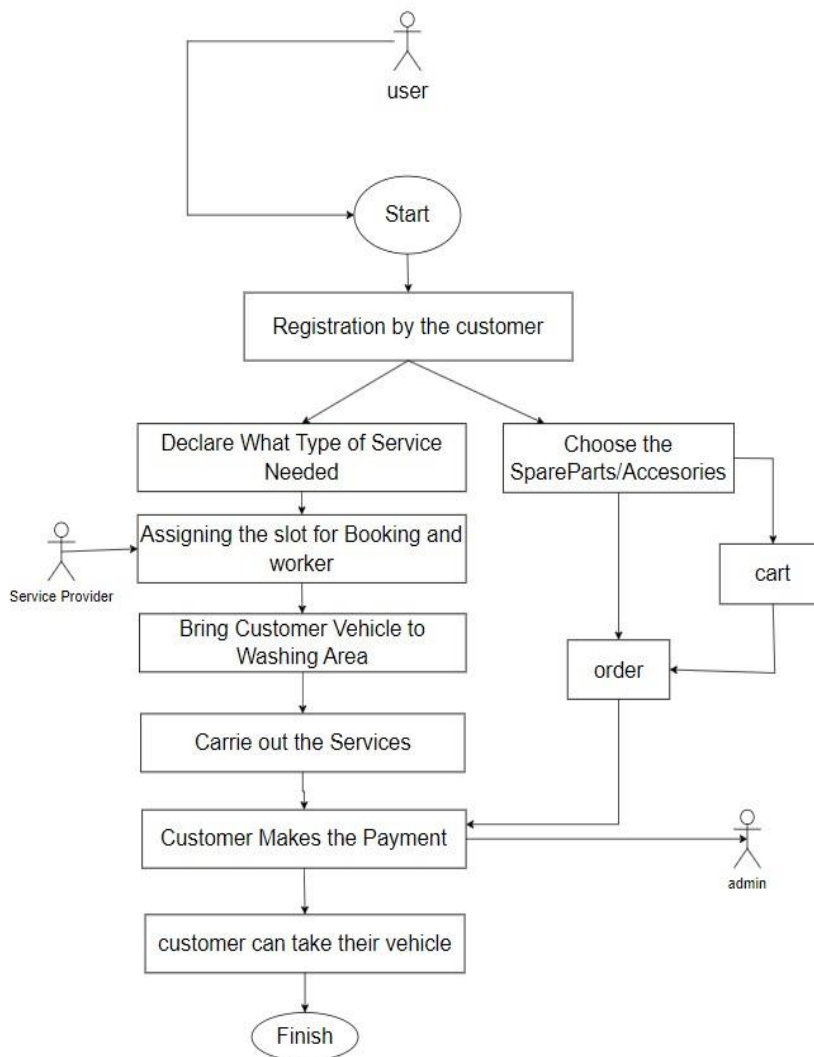 user
Start
Registration by the customer
Declare What Type of Service
Needed
Choose the
SpareParts/Accesories
Assigning the slot for Booking and
worker
Service Provider
cart
Bring Customer Vehicle to
Washing Area
order
Carrie out the Services
Customer Makes the Payment
admin
customer can take their vehicle
Finish